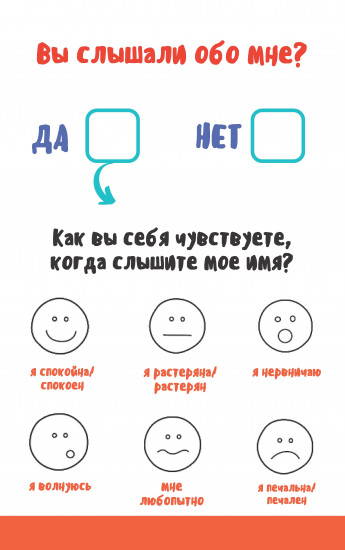 Вы слышали обо мне?
ДА
НЕТ
Как вы себя чувствуете,
когда слышите мое имя?
я спокойна/
спокоен
я растеряна/
растерян
я нервничаю
я волнуюсь
мне
любопытно
я печальна/
печален